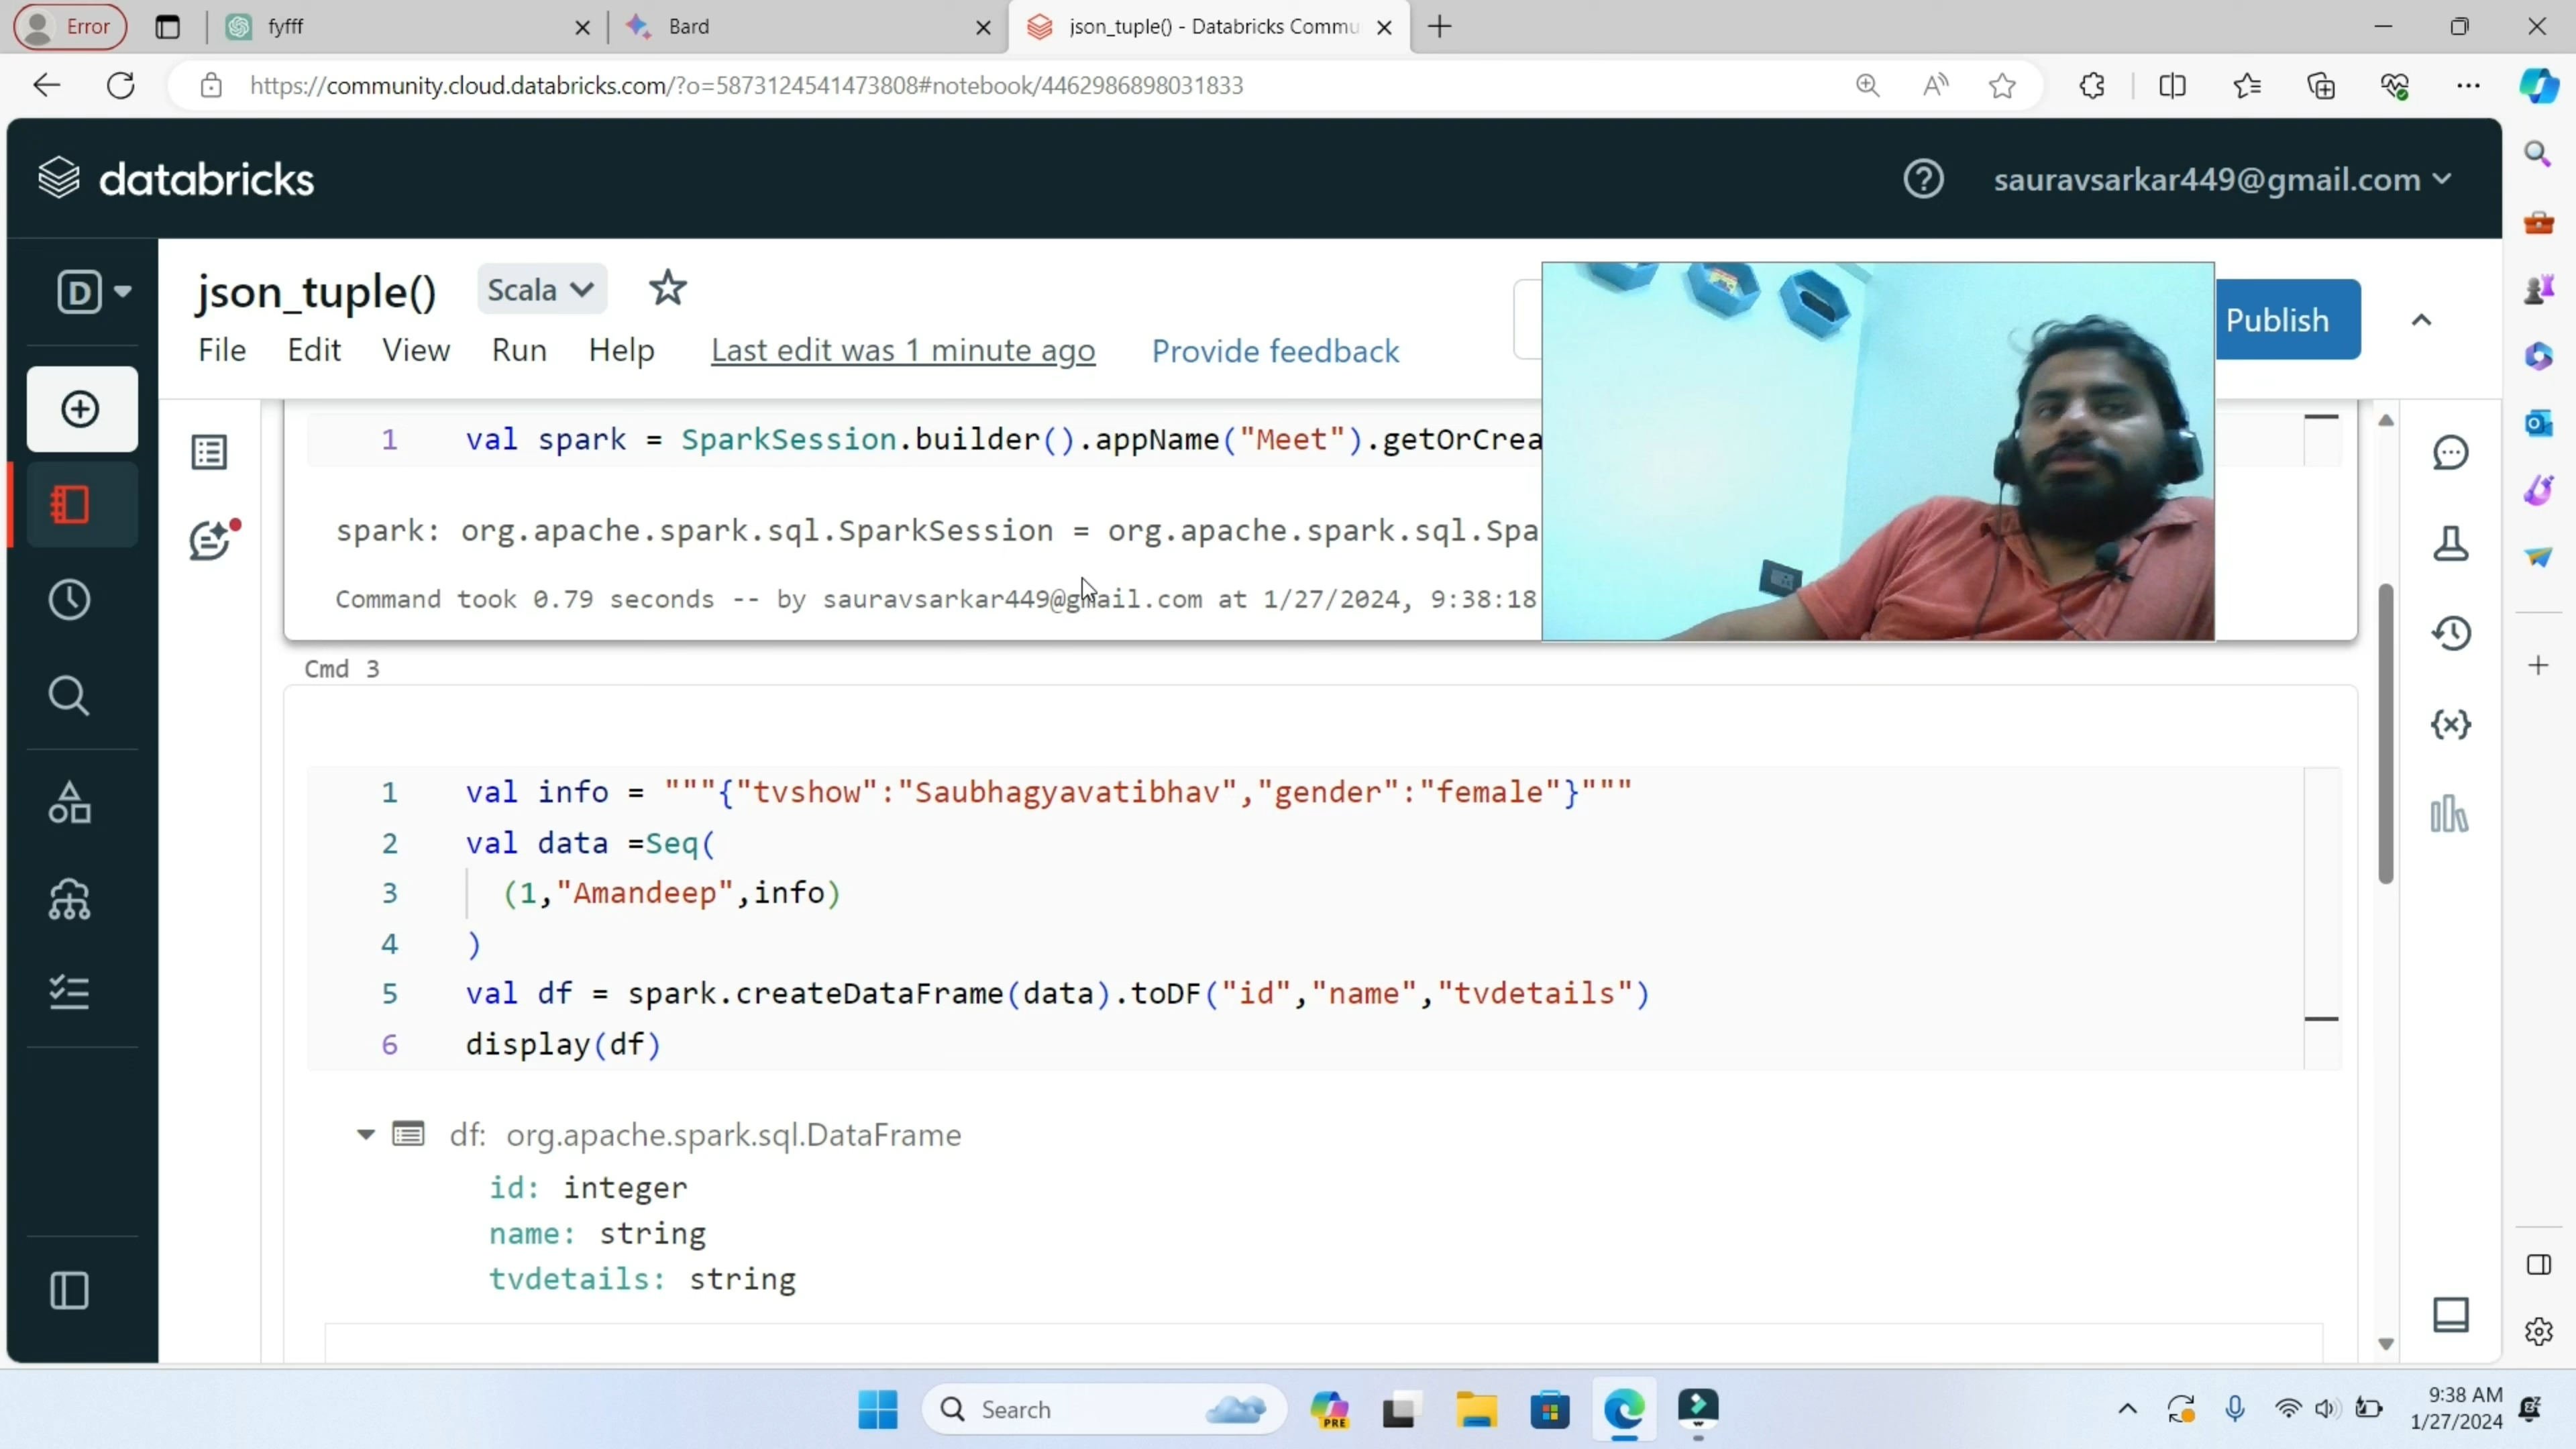 Error
fyfff
Bard
json_tuple() - Databricks Commu
https://community.cloud.databricks.com/?o=5873124541473808#notebook/4462986898031833
databricks
sauravsarkar449@gmail.com
D
json_tuple()
Scala
File Edit View Run Help Last edit was 1 minute ago Provide feedback
Publish
1 val spark = SparkSession.builder().appName("Meet").getOrCrea
spark: org.apache.spark.sql.SparkSession = org.apache.spark.sql.Spa
Command took 0.79 seconds -- by sauravsarkar449@gmail.com at 1/27/2024, 9:38:18
Cmd 3
1 val info = """{"tvshow":"Saubhagyavatibhav","gender":"female"}"""
2 val data =Seq(
3 (1,"Amandeep",info)
4 )
5 val df = spark.createDataFrame(data).toDF("id","name","tvdetails")
6 display(df)
df: org.apache.spark.sql.DataFrame
id: integer
name: string
tvdetails: string
Search
PRE
9:38 AM
1/27/2024